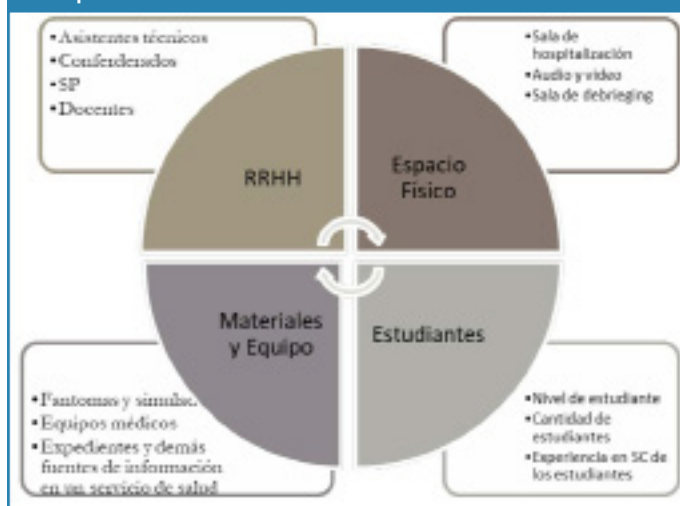 •Asistentes técnicos
•Confederados
•SP
•Docentes
•Sala de
hospitalización
•Audio y video
•Sala de debrieging
RRHH
Espacio
Físico
Materiales
y Equipo
Estudiantes
•Fantomas y
•Equipos médicos
•Expedientes y demás
fuentes de información
en un servicio de salud
•Nivel de estudiante
•Cantidad de
estudiantes
•Experiencia en SC de
los estudiantes